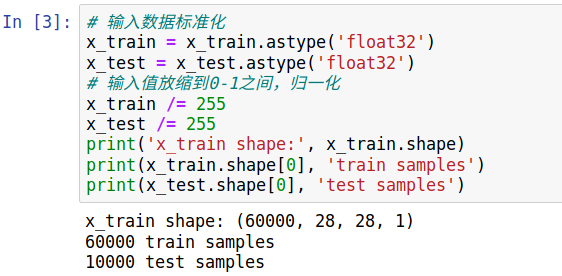 In [3]: # 输入数据标准化
x_train = x_train.astype('float32')
x_test = x_test.astype('float32')
# 输入值放缩到0-1之间，归一化
x_train /= 255
x_test /= 255
print('x_train shape:', x_train.shape)
print(x_train.shape[0], 'train samples')
print(x_test.shape[0], 'test samples')
x_train shape: (60000, 28, 28, 1)
60000 train samples
10000 test samples